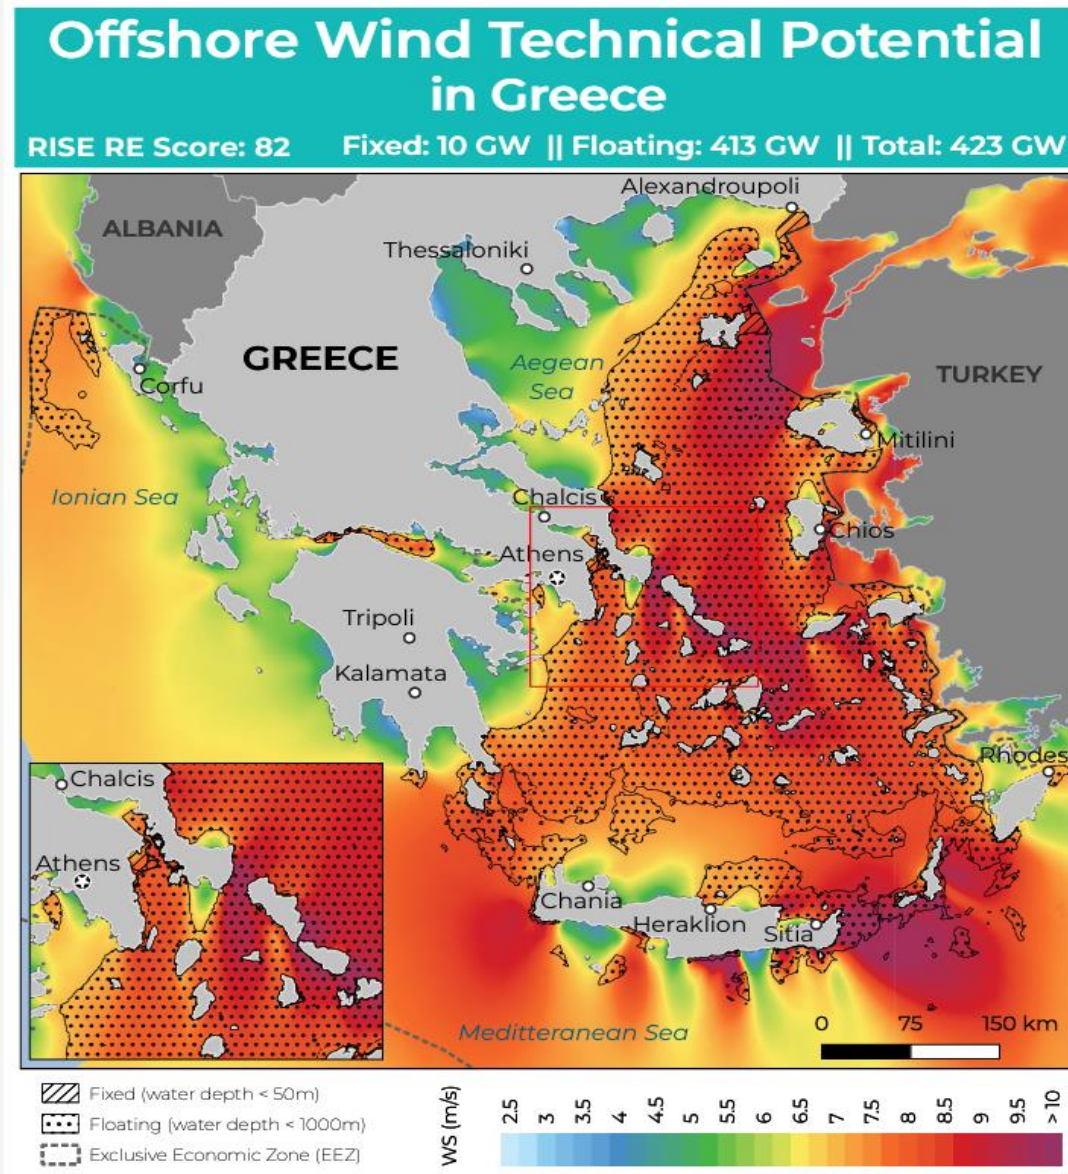 Offshore Wind Technical Potential
in Greece
RISE RE Score: 82 Fixed: 10 GW || Floating: 413 GW || Total: 423 GW
Alexandroupoli
ALBANIA
Thessaloniki
GREECE
Aegean
Sea
TURKEY
Corfu
Mitilini
Ionian Sea
Chalcis
Athens
Chios
Tripoli
Kalamata
Rhodes
Chalcis
Athens
Chania
Heraklion
Sitia
Meditteranean Sea
0 75 150 km
Fixed (water depth < 50m)
Floating (water depth < 1000m)
Exclusive Economic Zone (EEZ)
WS (m/s)
2.5 3 3.5 4 4.5 5 5.5 6 6.5 7 7.5 8 8.5 9 9.5 >10